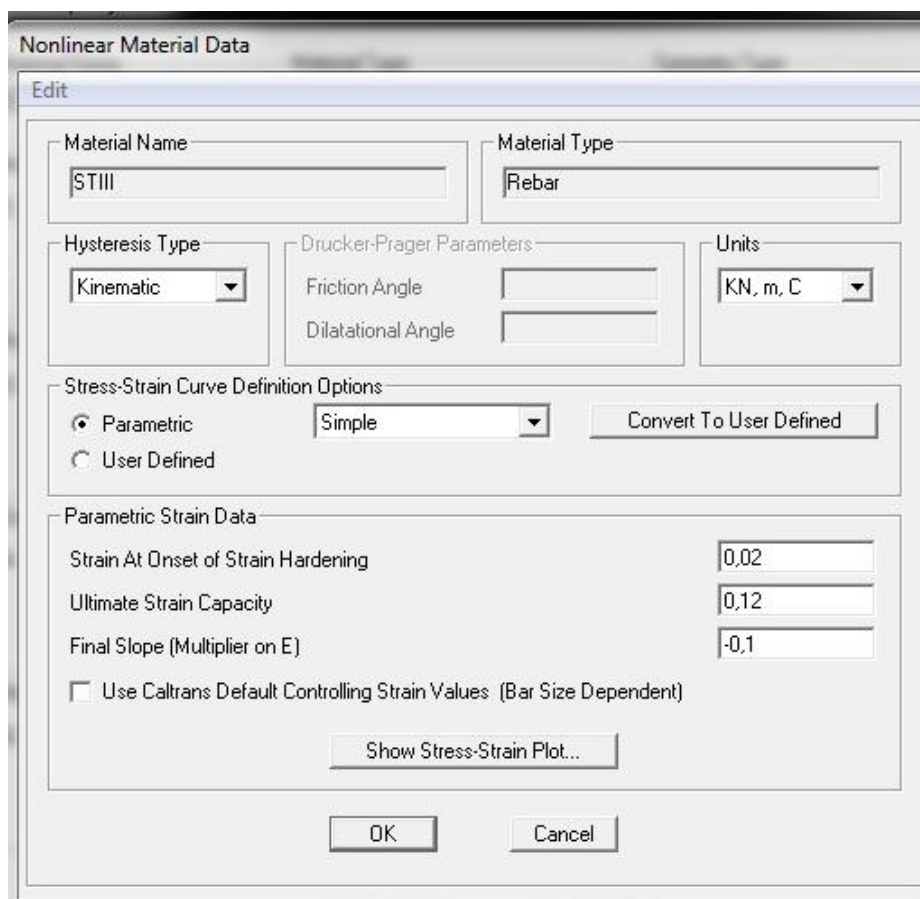 Nonlinear Material Data
Edit
Material Name
STIII
Material Type
Rebar
Hysteresis Type
Kinematic
Drucker-Prager Parameters
Friction Angle
Dilatational Angle
Units
KN, m, C
Stress-Strain Curve Definition Options
Parametric
Simple
Convert To User Defined
User Defined
Parametric Strain Data
Strain At Onset of Strain Hardening 0,02
Ultimate Strain Capacity 0,12
Final Slope (Multiplier on E) -0,1
Use Caltrans Default Controlling Strain Values (Bar Size Dependent)
Show Stress-Strain Plot...
OK Cancel